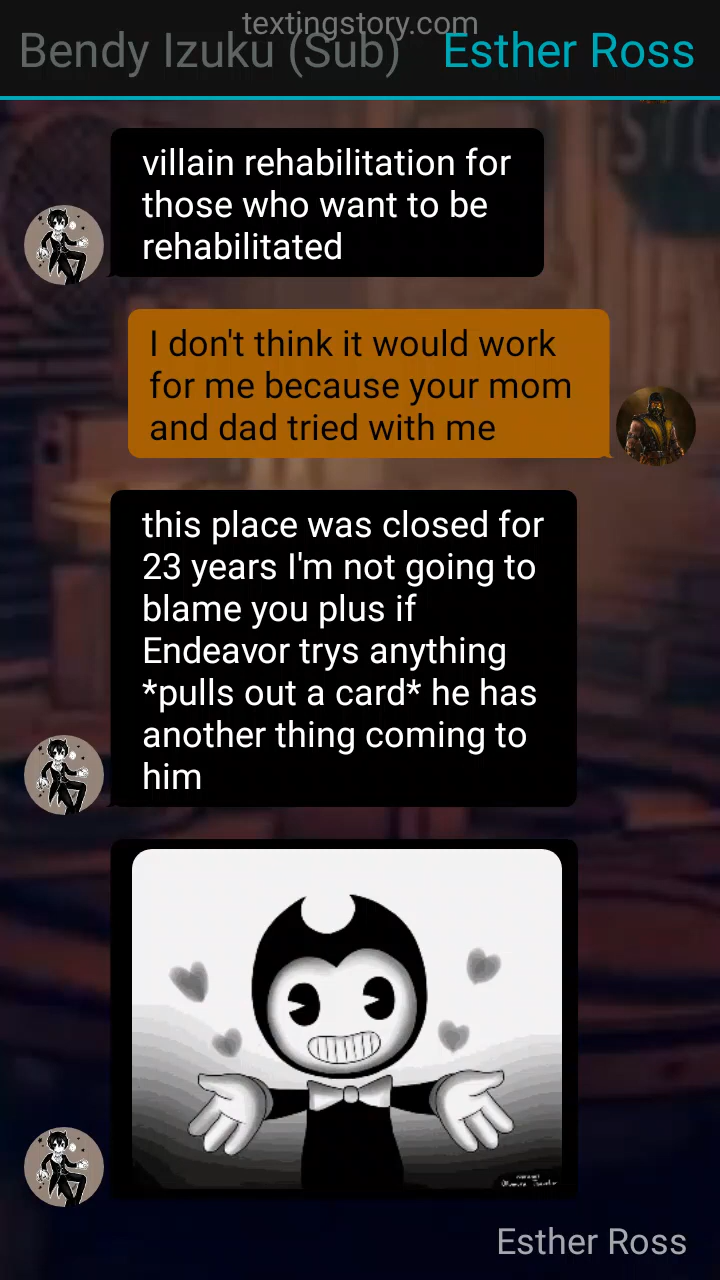 textingstory.com
Bendy Izuku (Sub) Esther Ross
villain rehabilitation for
those who want to be
rehabilitated
I don't think it would work
for me because your mom
and dad tried with me
this place was closed for
23 years I'm not going to
blame you plus if
Endeavor trys anything
*pulls out a card* he has
another thing coming to
him
Esther Ross